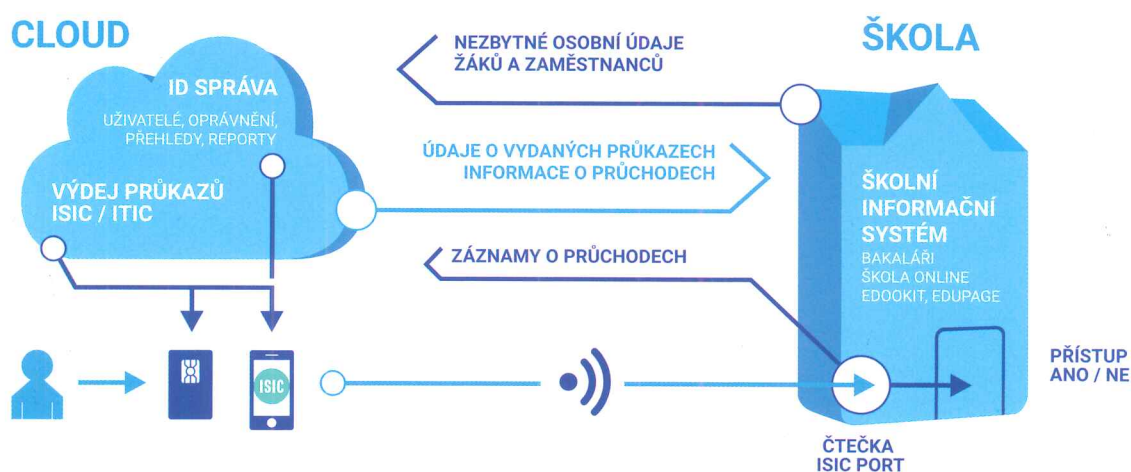 CLOUD
ID SPRÁVA
UŽIVATELÉ, OPRÁVNĚNÍ,
PŘEHLEDY, REPORTY
VÝDEJ PRŮKAZŮ
ISIC / ITIC
NEZBYTNÉ OSOBNÍ ÚDAJE
ŽÁKŮ A ZAMĚSTNANCŮ
ÚDAJE O VYDANÝCH PRŮKAZECH
INFORMACE O PRŮCHODECH
ZÁZNAMY O PRŮCHODECH
ŠKOLA
ŠKOLNÍ
INFORMAČNÍ
SYSTÉM
BAKALÁŘI
ŠKOLA ONLINE
EDOOKIT, EDUPAGE
ISIC
PŘÍSTUP
ANO / NE
ČTEČKA
ISIC PORT